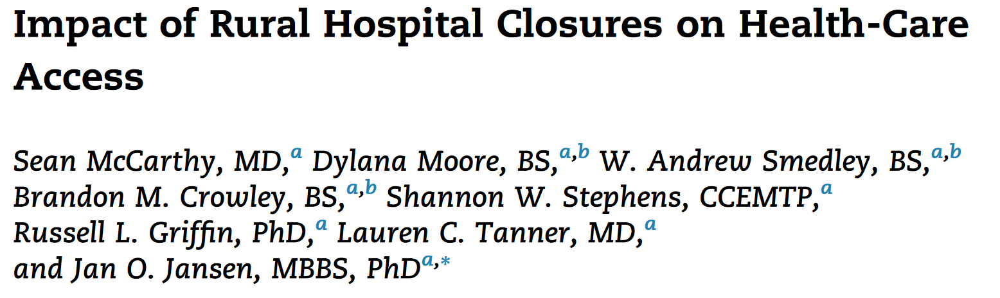 Impact of Rural Hospital Closures on Health-Care
Access
Sean McCarthy, MD,a Dylana Moore, BS,a,b W. Andrew Smedley, BS,a,b
Brandon M. Crowley, BS,a,b Shannon W. Stephens, CCEMTP,a
Russell L. Griffin, PhD,a Lauren C. Tanner, MD,a
and Jan O. Jansen, MBBS, PhDa,*